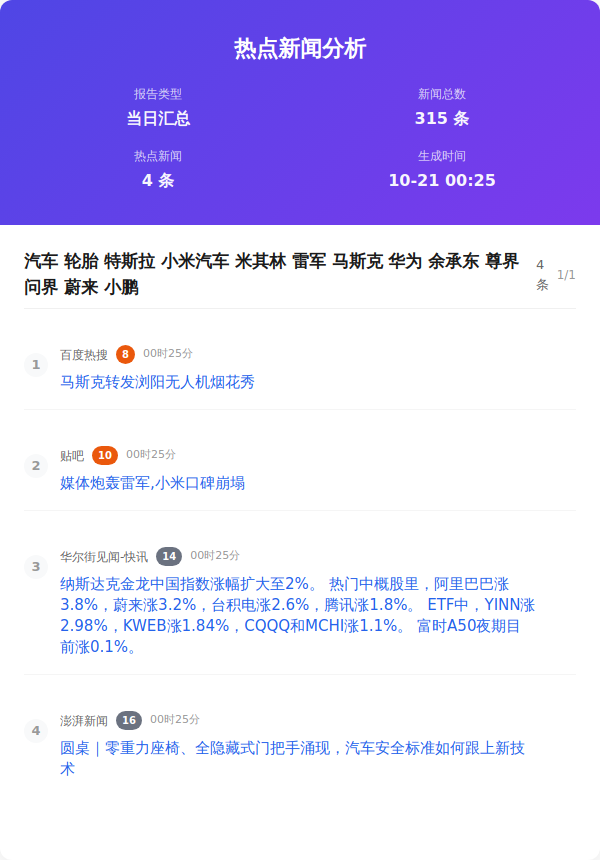 热点新闻分析
报告类型
当日汇总
新闻总数
315 条
热点新闻
4 条
生成时间
10-21 00:25
汽车 轮胎 特斯拉 小米汽车 米其林 雷军 马斯克 华为 余承东 尊界
问界 蔚来 小鹏
4
条
1/1
1
百度热搜 8 00时25分
马斯克转发浏阳无人机烟花秀
2
贴吧 10 00时25分
媒体炮轰雷军,小米口碑崩塌
3
华尔街见闻-快讯 14 00时25分
纳斯达克金龙中国指数涨幅扩大至2%。 热门中概股里，阿里巴巴涨
3.8%，蔚来涨3.2%，台积电涨2.6%，腾讯涨1.8%。 ETF中，YINN涨
2.98%，KWEB涨1.84%，CQQQ和MCHI涨1.1%。 富时A50夜期目
前涨0.1%。
4
澎湃新闻 16 00时25分
圆桌｜零重力座椅、全隐藏式门把手涌现，汽车安全标准如何跟上新技
术